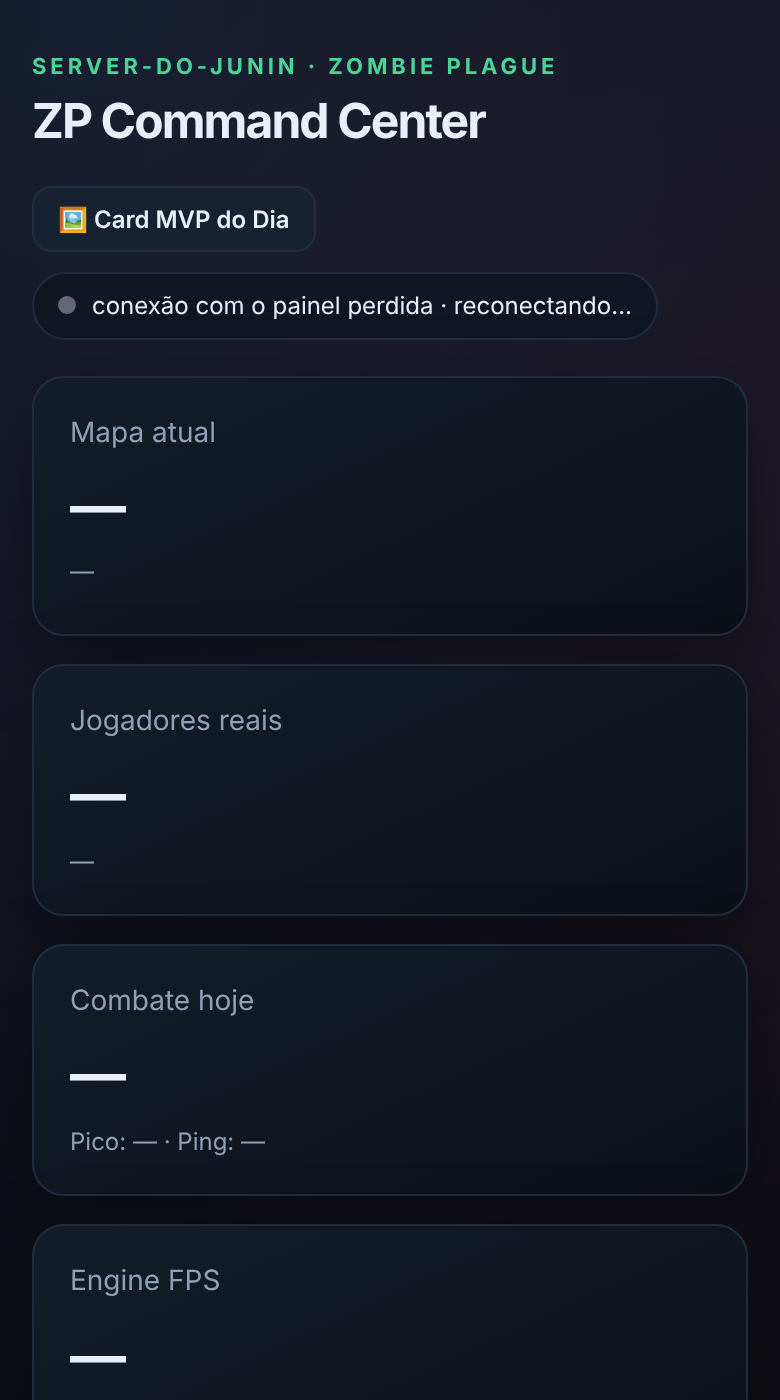 SERVER-DO-JUNIN · ZOMBIE PLAGUE
ZP Command Center
🖼️ Card MVP do Dia
conexão com o painel perdida · reconectando...
Mapa atual
—
—
Jogadores reais
—
—
Combate hoje
—
Pico: — · Ping: —
Engine FPS
—